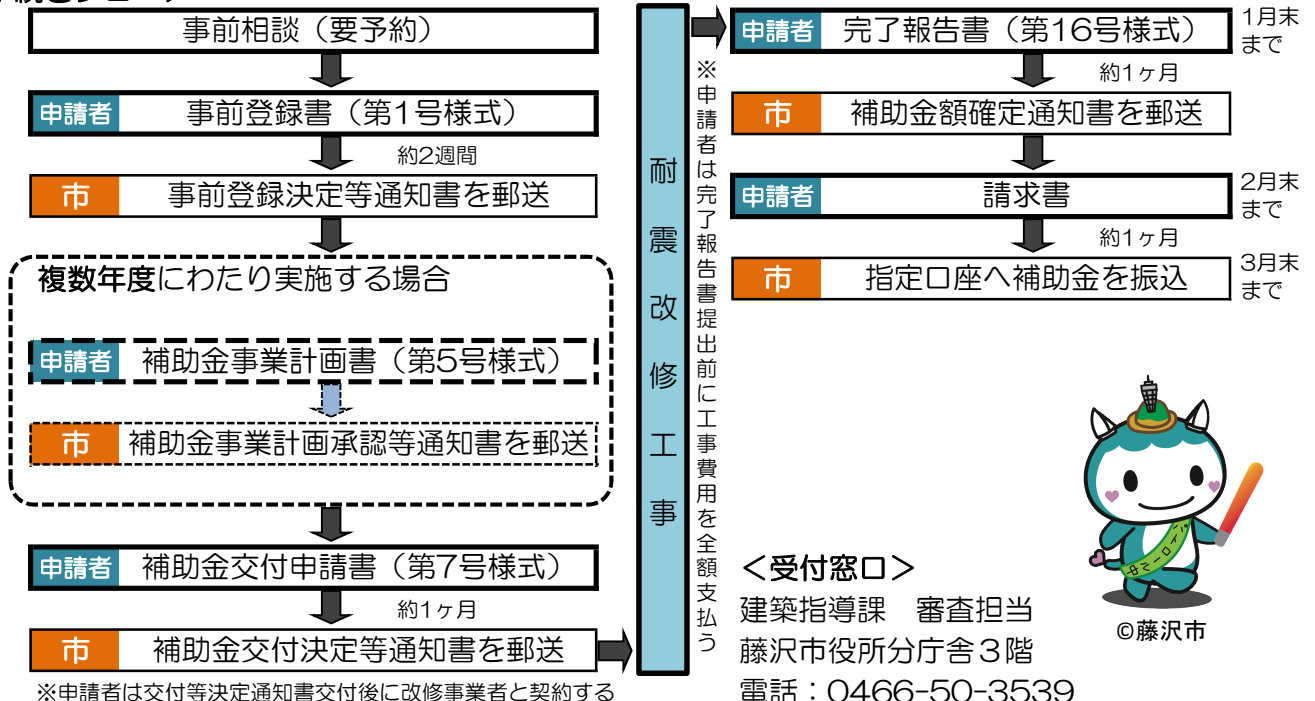 事前相談（要予約）
申請者 事前登録書（第1号様式）
約2週間
市 事前登録決定等通知書を郵送
複数年度にわたり実施する場合
申請者 補助金事業計画書（第5号様式）
市 補助金事業計画承認等通知書を郵送
申請者 補助金交付申請書（第7号様式）
約1ヶ月
市 補助金交付決定等通知書を郵送
※申請者は交付等決定通知書交付後に改修事業者と契約する
耐震改修工事
※申請者は完了報告書提出前に工事費用を全額支払う
申請者 完了報告書（第16号様式）
1月末
まで
約1ヶ月
市 補助金額確定通知書を郵送
申請者 請求書
2月末
まで
約1ヶ月
市 指定口座へ補助金を振込
3月末
まで
＜受付窓口＞
建築指導課　審査担当
藤沢市役所分庁舎３階
電話：0466-50-3539
©藤沢市